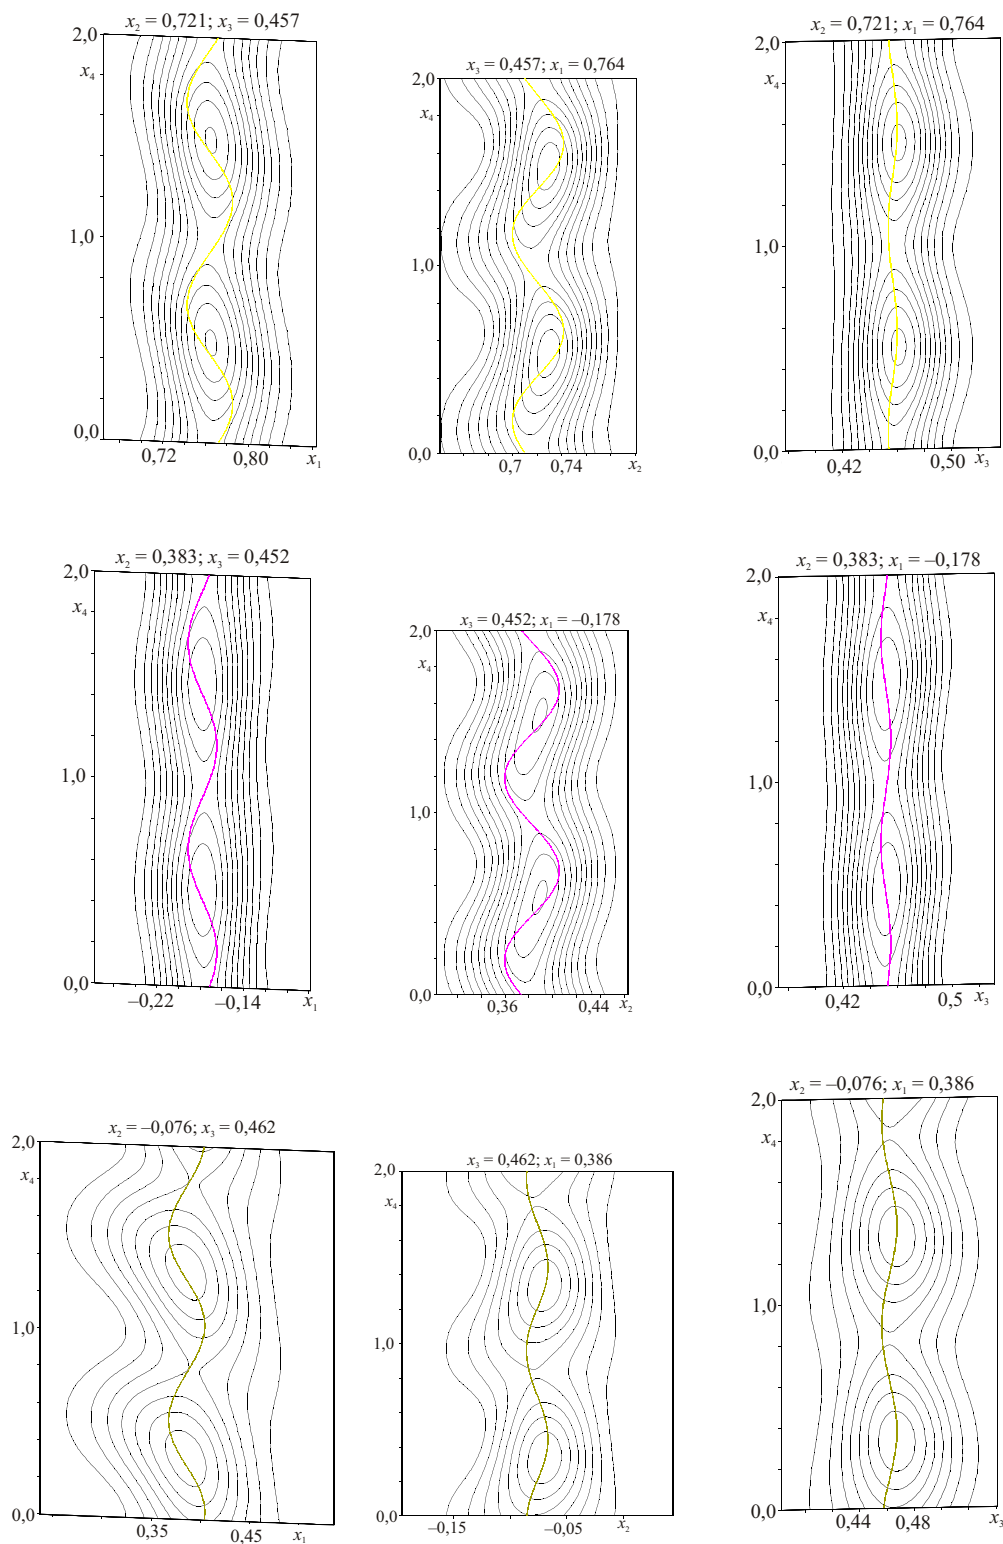 x₂ = 0,721; x₃ = 0,457
2,0
x₄
1,0
0,0
0,72
0,80
x₁
x₃ = 0,457; x₁ = 0,764
2,0
x₄
1,0
0,0
0,7
0,74
x₂
x₂ = 0,721; x₁ = 0,764
2,0
x₄
1,0
0,0
0,42
0,50
x₃
x₂ = 0,383; x₃ = 0,452
2,0
x₄
1,0
0,0
–0,22
–0,14
x₁
x₃ = 0,452; x₁ = –0,178
2,0
x₄
1,0
0,0
0,36
0,44
x₂
x₂ = 0,383; x₁ = –0,178
2,0
x₄
1,0
0,0
0,42
0,5
x₃
x₂ = –0,076; x₃ = 0,462
2,0
x₄
1,0
0,0
0,35
0,45
x₁
x₃ = 0,462; x₁ = 0,386
2,0
x₄
1,0
0,0
–0,15
–0,05
x₂
x₂ = –0,076; x₁ = 0,386
2,0
x₄
1,0
0,0
0,44
0,48
x₃